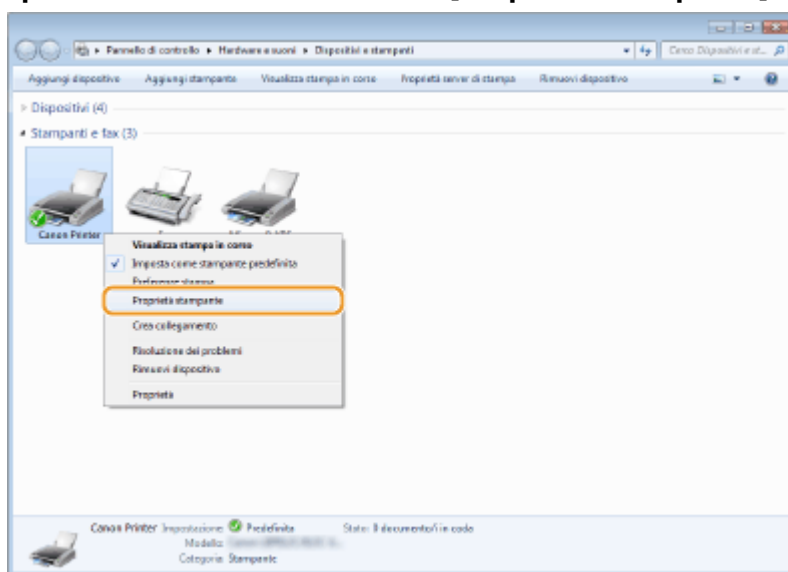 Pannello di controllo ▸ Hardware e suoni ▸ Dispositivi e stampanti
Cerca Dispositivi e st...
Aggiungi dispositivo Aggiungi stampante Visualizza stampa in corso Proprietà server di stampa Rimuovi dispositivo
Dispositivi (4)
Stampanti e fax (3)
Canon Printer
Visualizza stampa in corso
Imposta come stampante predefinita
Preferenze stampa
Proprietà stampante
Crea collegamento
Risoluzione dei problemi
Rimuovi dispositivo
Proprietà
Canon Printer Impostazione: Predefinita Stato: 0 documento/i in coda
Modello:
Categoria: Stampante